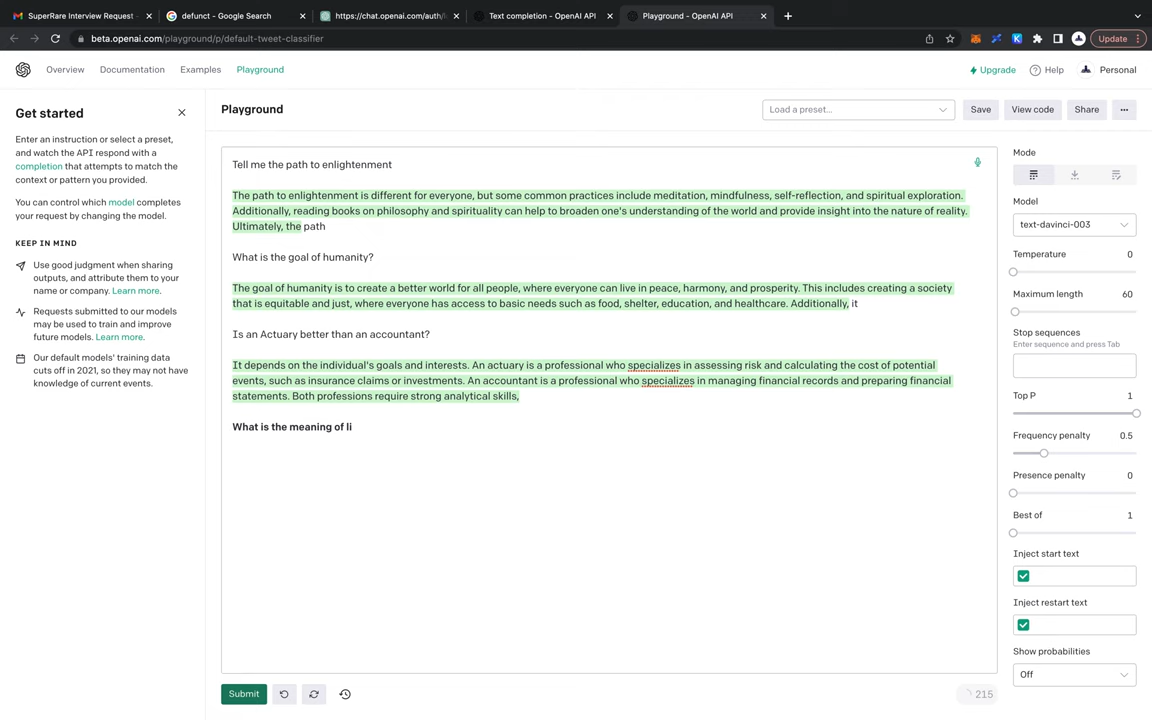 SuperRare Interview Request
defunct - Google Search
https://chat.openai.com/auth/l
Text completion - OpenAI API
Playground - OpenAI API
beta.openai.com/playground/p/default-tweet-classifier
Update
Overview
Documentation
Examples
Playground
Upgrade
Help
Personal
Get started
Enter an instruction or select a preset,
and watch the API respond with a
completion that attempts to match the
context or pattern you provided.
You can control which model completes
your request by changing the model.
KEEP IN MIND
Use good judgment when sharing
outputs, and attribute them to your
name or company. Learn more.
Requests submitted to our models
may be used to train and improve
future models. Learn more.
Our default models' training data
cuts off in 2021, so they may not have
knowledge of current events.
Playground
Load a preset...
Save
View code
Share
...
Tell me the path to enlightenment
The path to enlightenment is different for everyone, but some common practices include meditation, mindfulness, self-reflection, and spiritual exploration.
Additionally, reading books on philosophy and spirituality can help to broaden one's understanding of the world and provide insight into the nature of reality.
Ultimately, the path
What is the goal of humanity?
The goal of humanity is to create a better world for all people, where everyone can live in peace, harmony, and prosperity. This includes creating a society
that is equitable and just, where everyone has access to basic needs such as food, shelter, education, and healthcare. Additionally, it
Is an Actuary better than an accountant?
It depends on the individual's goals and interests. An actuary is a professional who specializes in assessing risk and calculating the cost of potential
events, such as insurance claims or investments. An accountant is a professional who specializes in managing financial records and preparing financial
statements. Both professions require strong analytical skills,
What is the meaning of li
Submit
215
Mode
Model
text-davinci-003
Temperature 0
Maximum length 60
Stop sequences
Enter sequence and press Tab
Top P 1
Frequency penalty 0.5
Presence penalty 0
Best of 1
Inject start text
Inject restart text
Show probabilities
Off